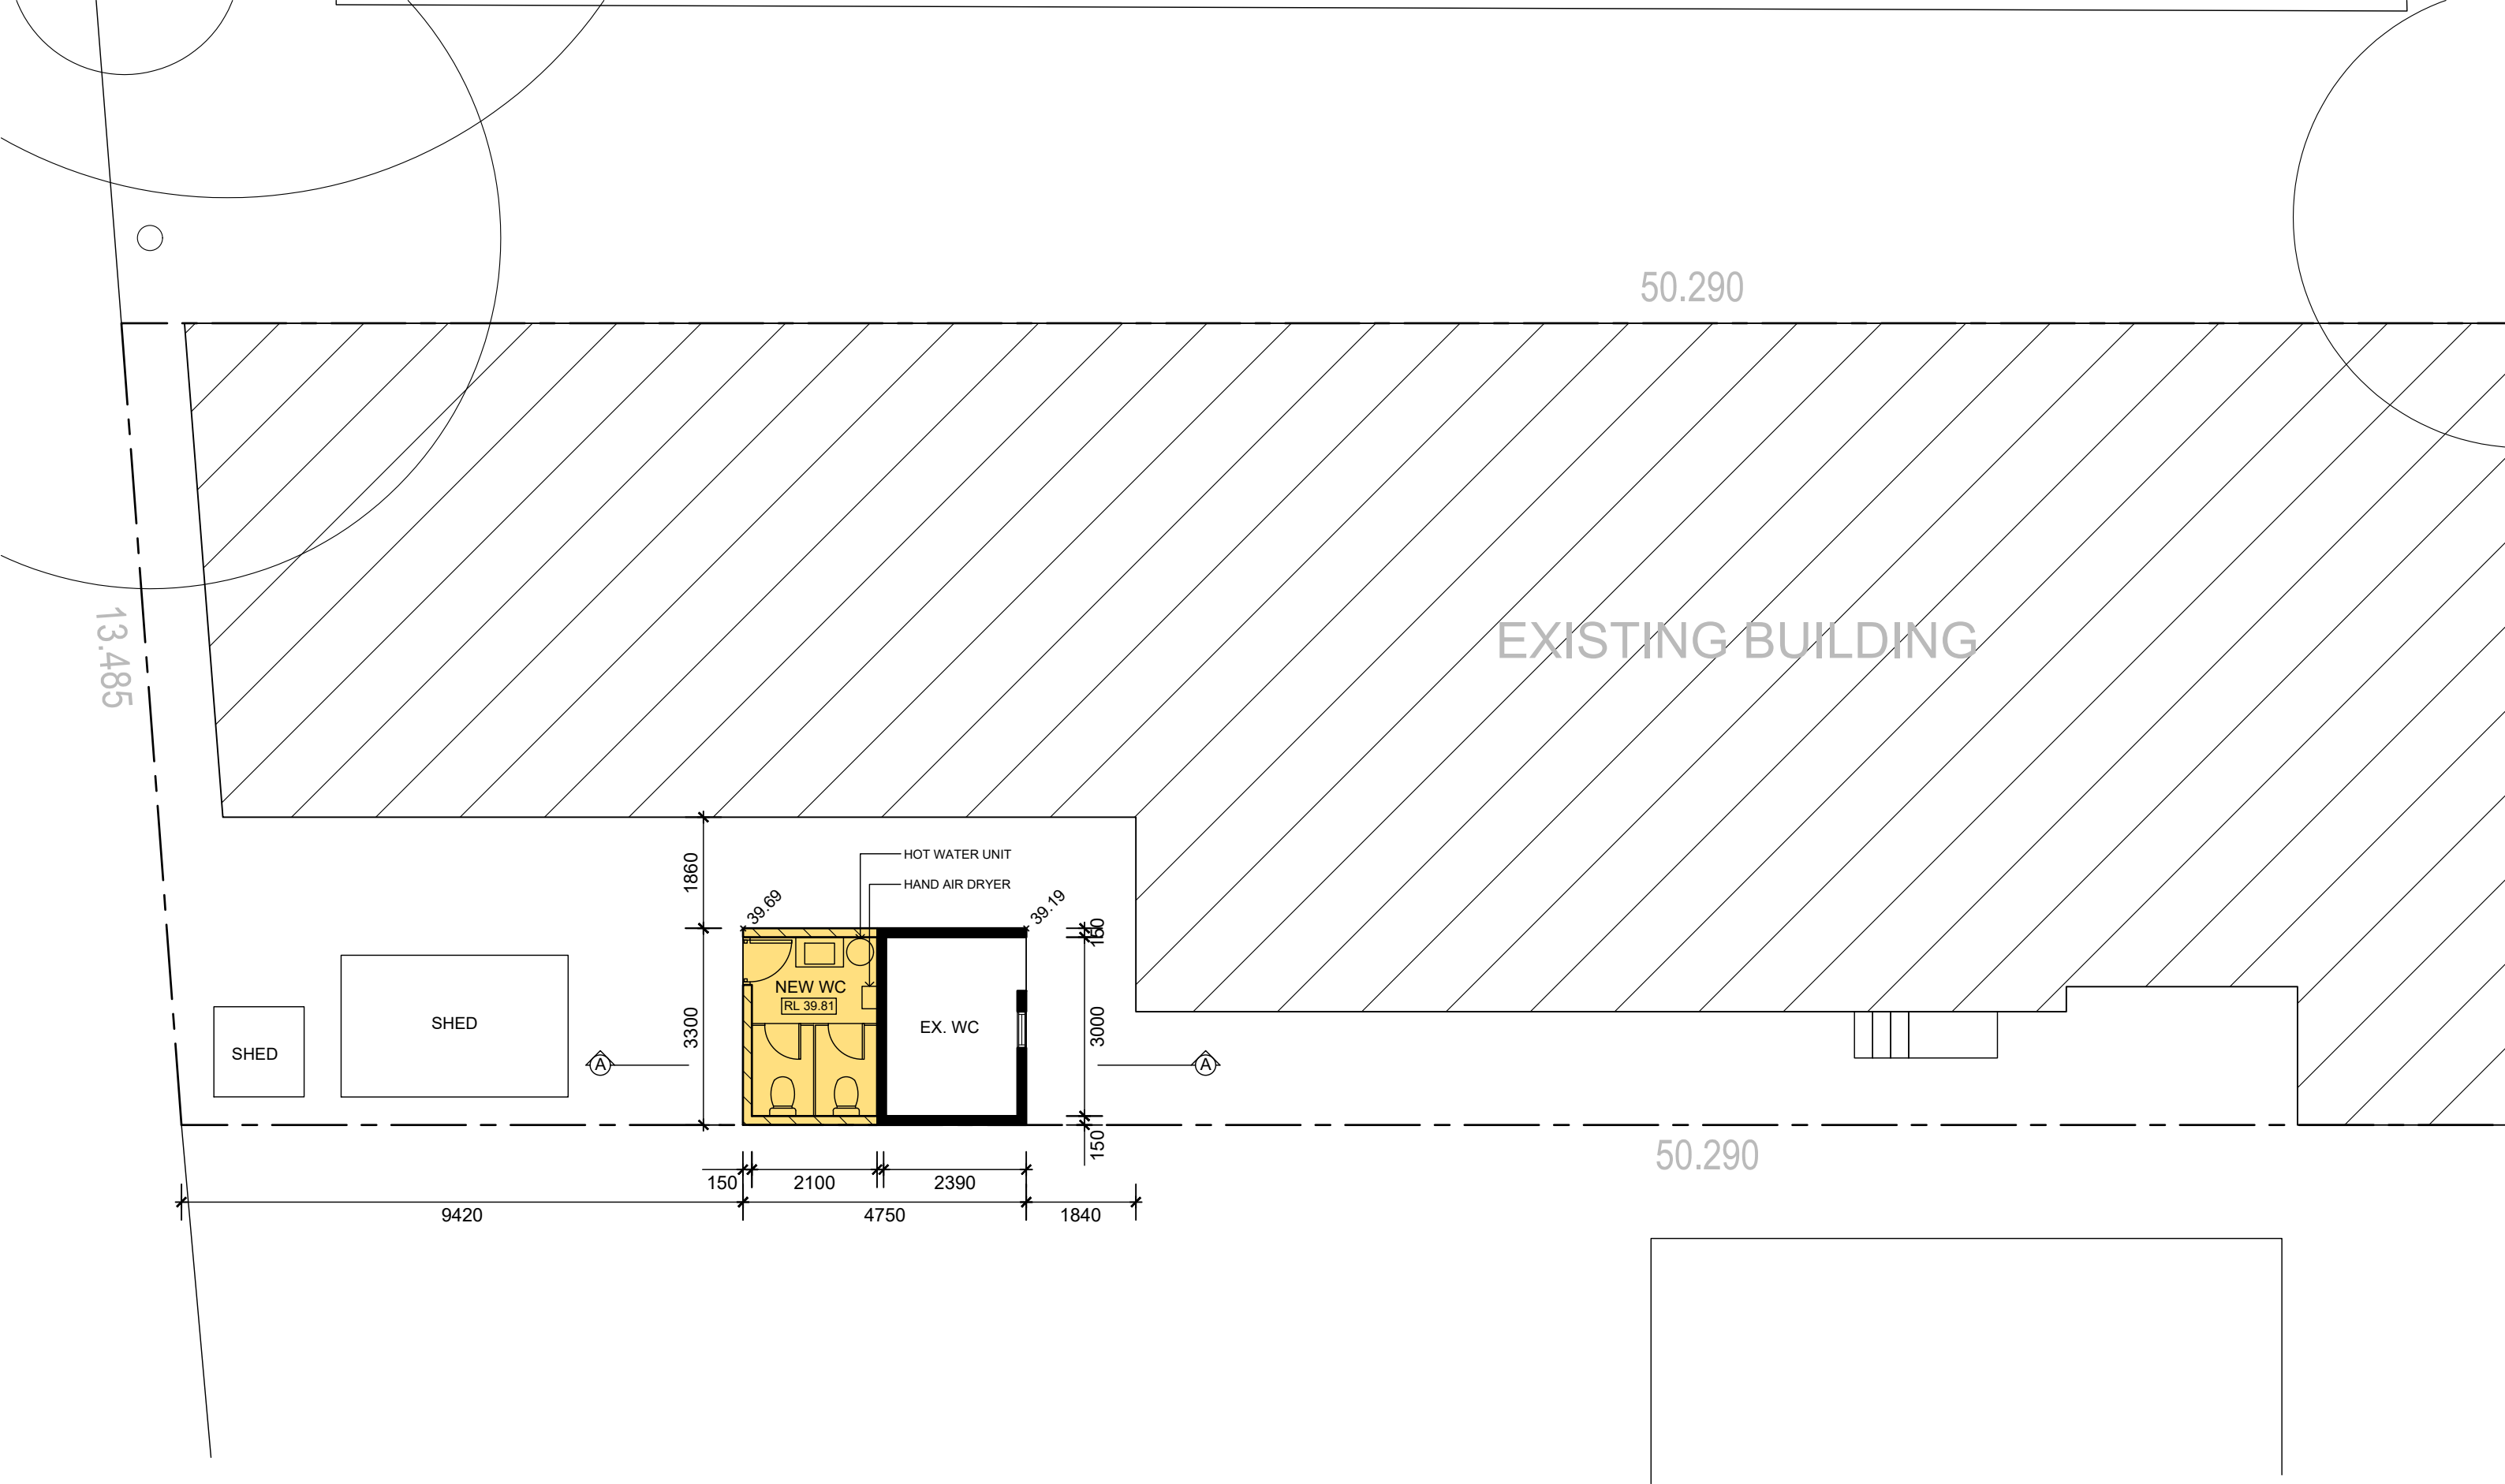 50.290
13.485
EXISTING BUILDING
1860
HOT WATER UNIT
HAND AIR DRYER
39.69
39.19
150
NEW WC
RL 39.81
3300
3000
SHED
SHED
EX. WC
A
A
150
50.290
150
2100
2390
9420
4750
1840